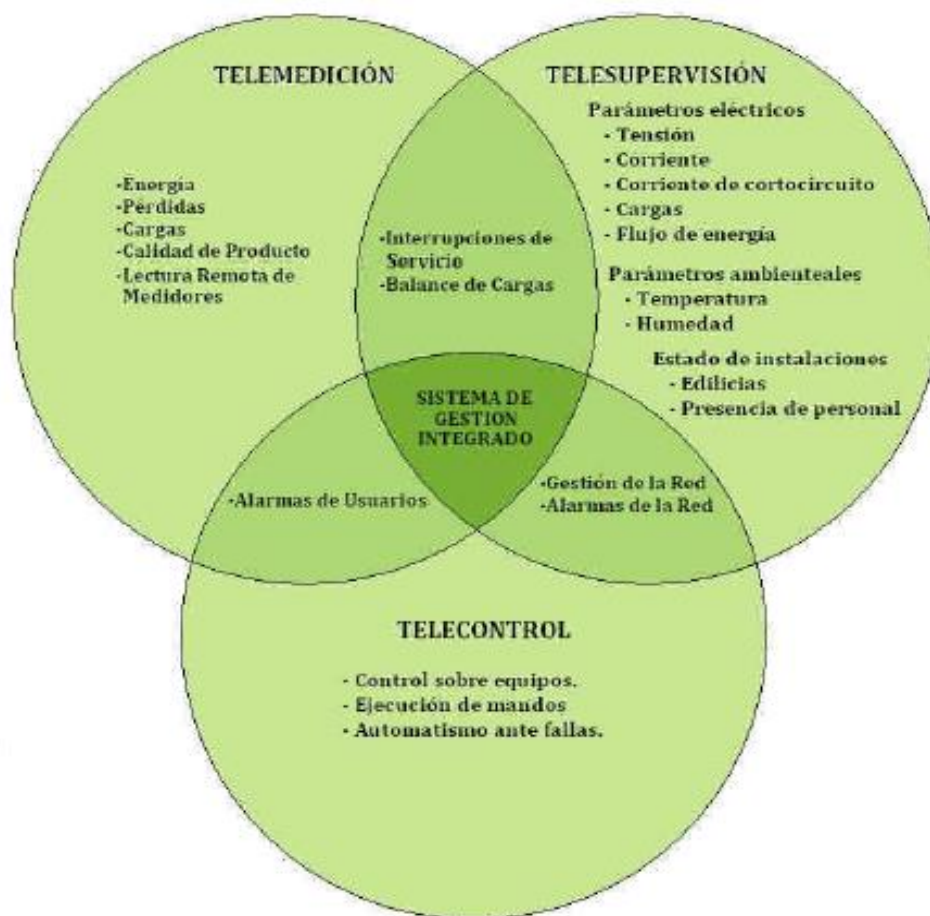 TELEMEDICIÓN
-Energía
-Pérdidas
-Cargas
-Calidad de Producto
-Lectura Remota de
Medidores
TELESUPERVISIÓN
Parámetros eléctricos
- Tensión
- Corriente
- Corriente de cortocircuito
- Cargas
- Flujo de energía
Parámetros ambienteales
- Temperatura
- Humedad
Estado de instalaciones
- Edilicias
- Presencia de personal
-Interrupciones de
Servicio
-Balance de Cargas
SISTEMA DE
GESTION
INTEGRADO
-Alarmas de Usuarios
-Gestión de la Red
-Alarmas de la Red
TELECONTROL
- Control sobre equipos.
- Ejecución de mandos
- Automatismo ante fallas.